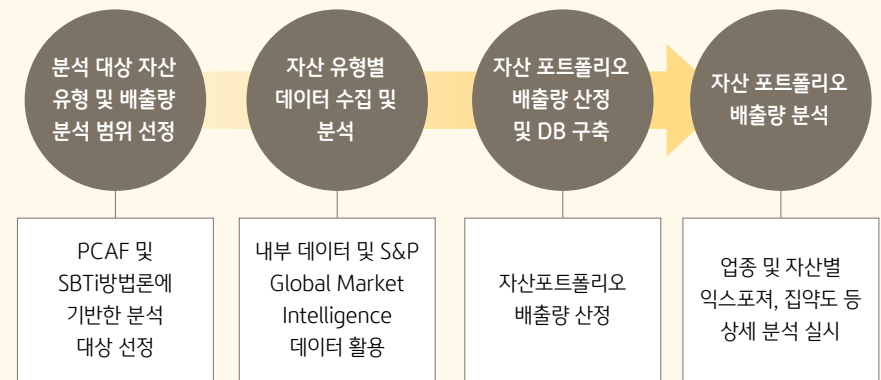 분석 대상 자산
유형 및 배출량
분석 범위 선정
자산 유형별
데이터 수집 및
분석
자산 포트폴리오
배출량 산정
및 DB 구축
자산 포트폴리오
배출량 분석
PCAF 및
SBTi방법론에
기반한 분석
대상 선정
내부 데이터 및 S&P
Global Market
Intelligence
데이터 활용
자산포트폴리오
배출량 산정
업종 및 자산별
익스포져, 집약도 등
상세 분석 실시